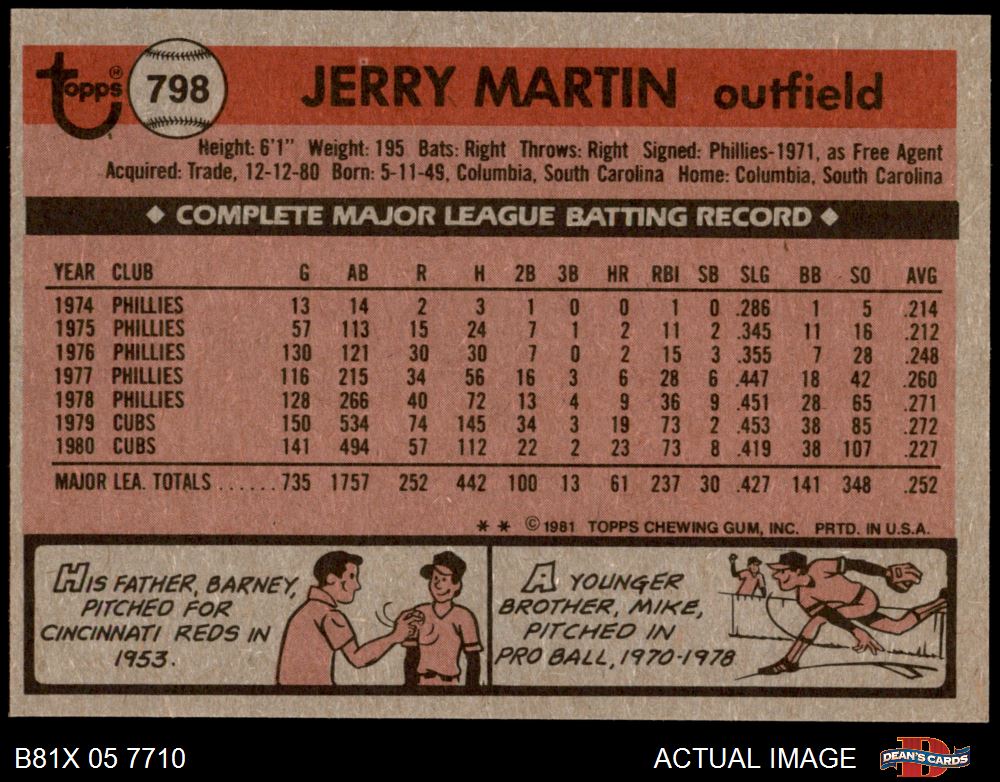 topps® 798 JERRY MARTIN outfield
Height: 6'1" Weight: 195 Bats: Right Throws: Right Signed: Phillies-1971, as Free Agent
Acquired: Trade, 12-12-80 Born: 5-11-49, Columbia, South Carolina Home: Columbia, South Carolina
◆ COMPLETE MAJOR LEAGUE BATTING RECORD ◆
YEAR CLUB G AB R H 2B 3B HR RBI SB SLG BB SO AVG
1974 PHILLIES 13 14 2 3 1 0 0 1 0 .286 1 5 .214
1975 PHILLIES 57 113 15 24 7 1 2 11 2 .345 11 16 .212
1976 PHILLIES 130 121 30 30 7 0 2 15 3 .355 7 28 .248
1977 PHILLIES 116 215 34 56 16 3 6 28 6 .447 18 42 .260
1978 PHILLIES 128 266 40 72 13 4 9 36 9 .451 28 65 .271
1979 CUBS 150 534 74 145 34 3 19 73 2 .453 38 85 .272
1980 CUBS 141 494 57 112 22 2 23 73 8 .419 38 107 .227
MAJOR LEA. TOTALS ...... 735 1757 252 442 100 13 61 237 30 .427 141 348 .252
* * © 1981 TOPPS CHEWING GUM, INC. PRTD. IN U.S.A.
HIS FATHER, BARNEY,
PITCHED FOR
CINCINNATI REDS IN
1953.
A YOUNGER
BROTHER, MIKE,
PITCHED IN
PRO BALL, 1970-1978
B81X 05 7710 ACTUAL IMAGE DEAN'S CARDS